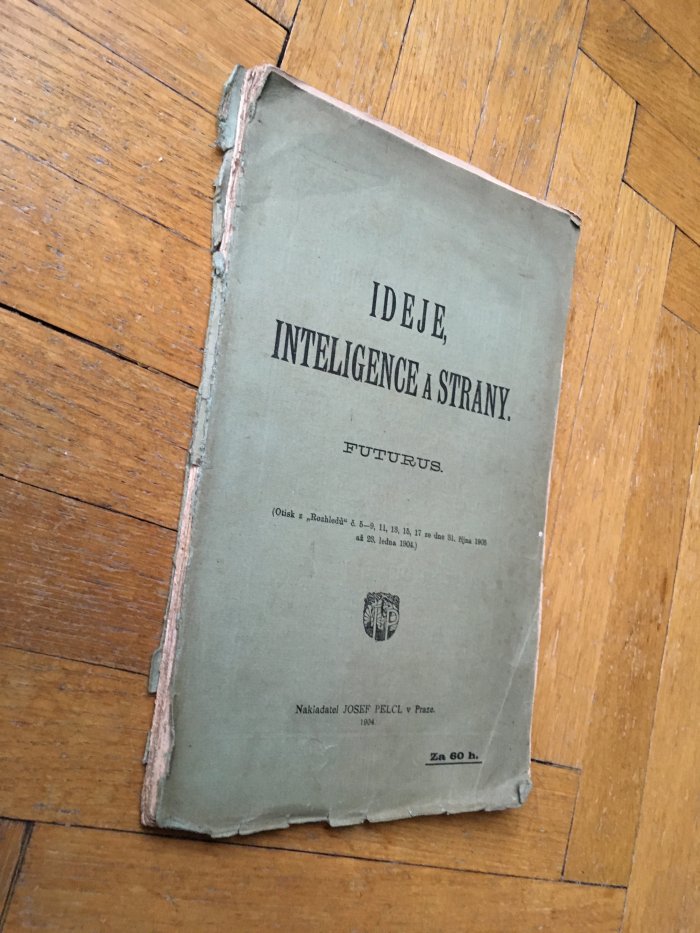 IDEJE,
INTELIGENCE A STRANY.
FUTURUS.
(Otisk z „Rozhledů“ č. 5—9, 11, 13, 15, 17 ze dne 31. října 1903
až 23. ledna 1904.)
Nakladatel JOSEF PELCL v Praze.
1904.
Za 60 h.